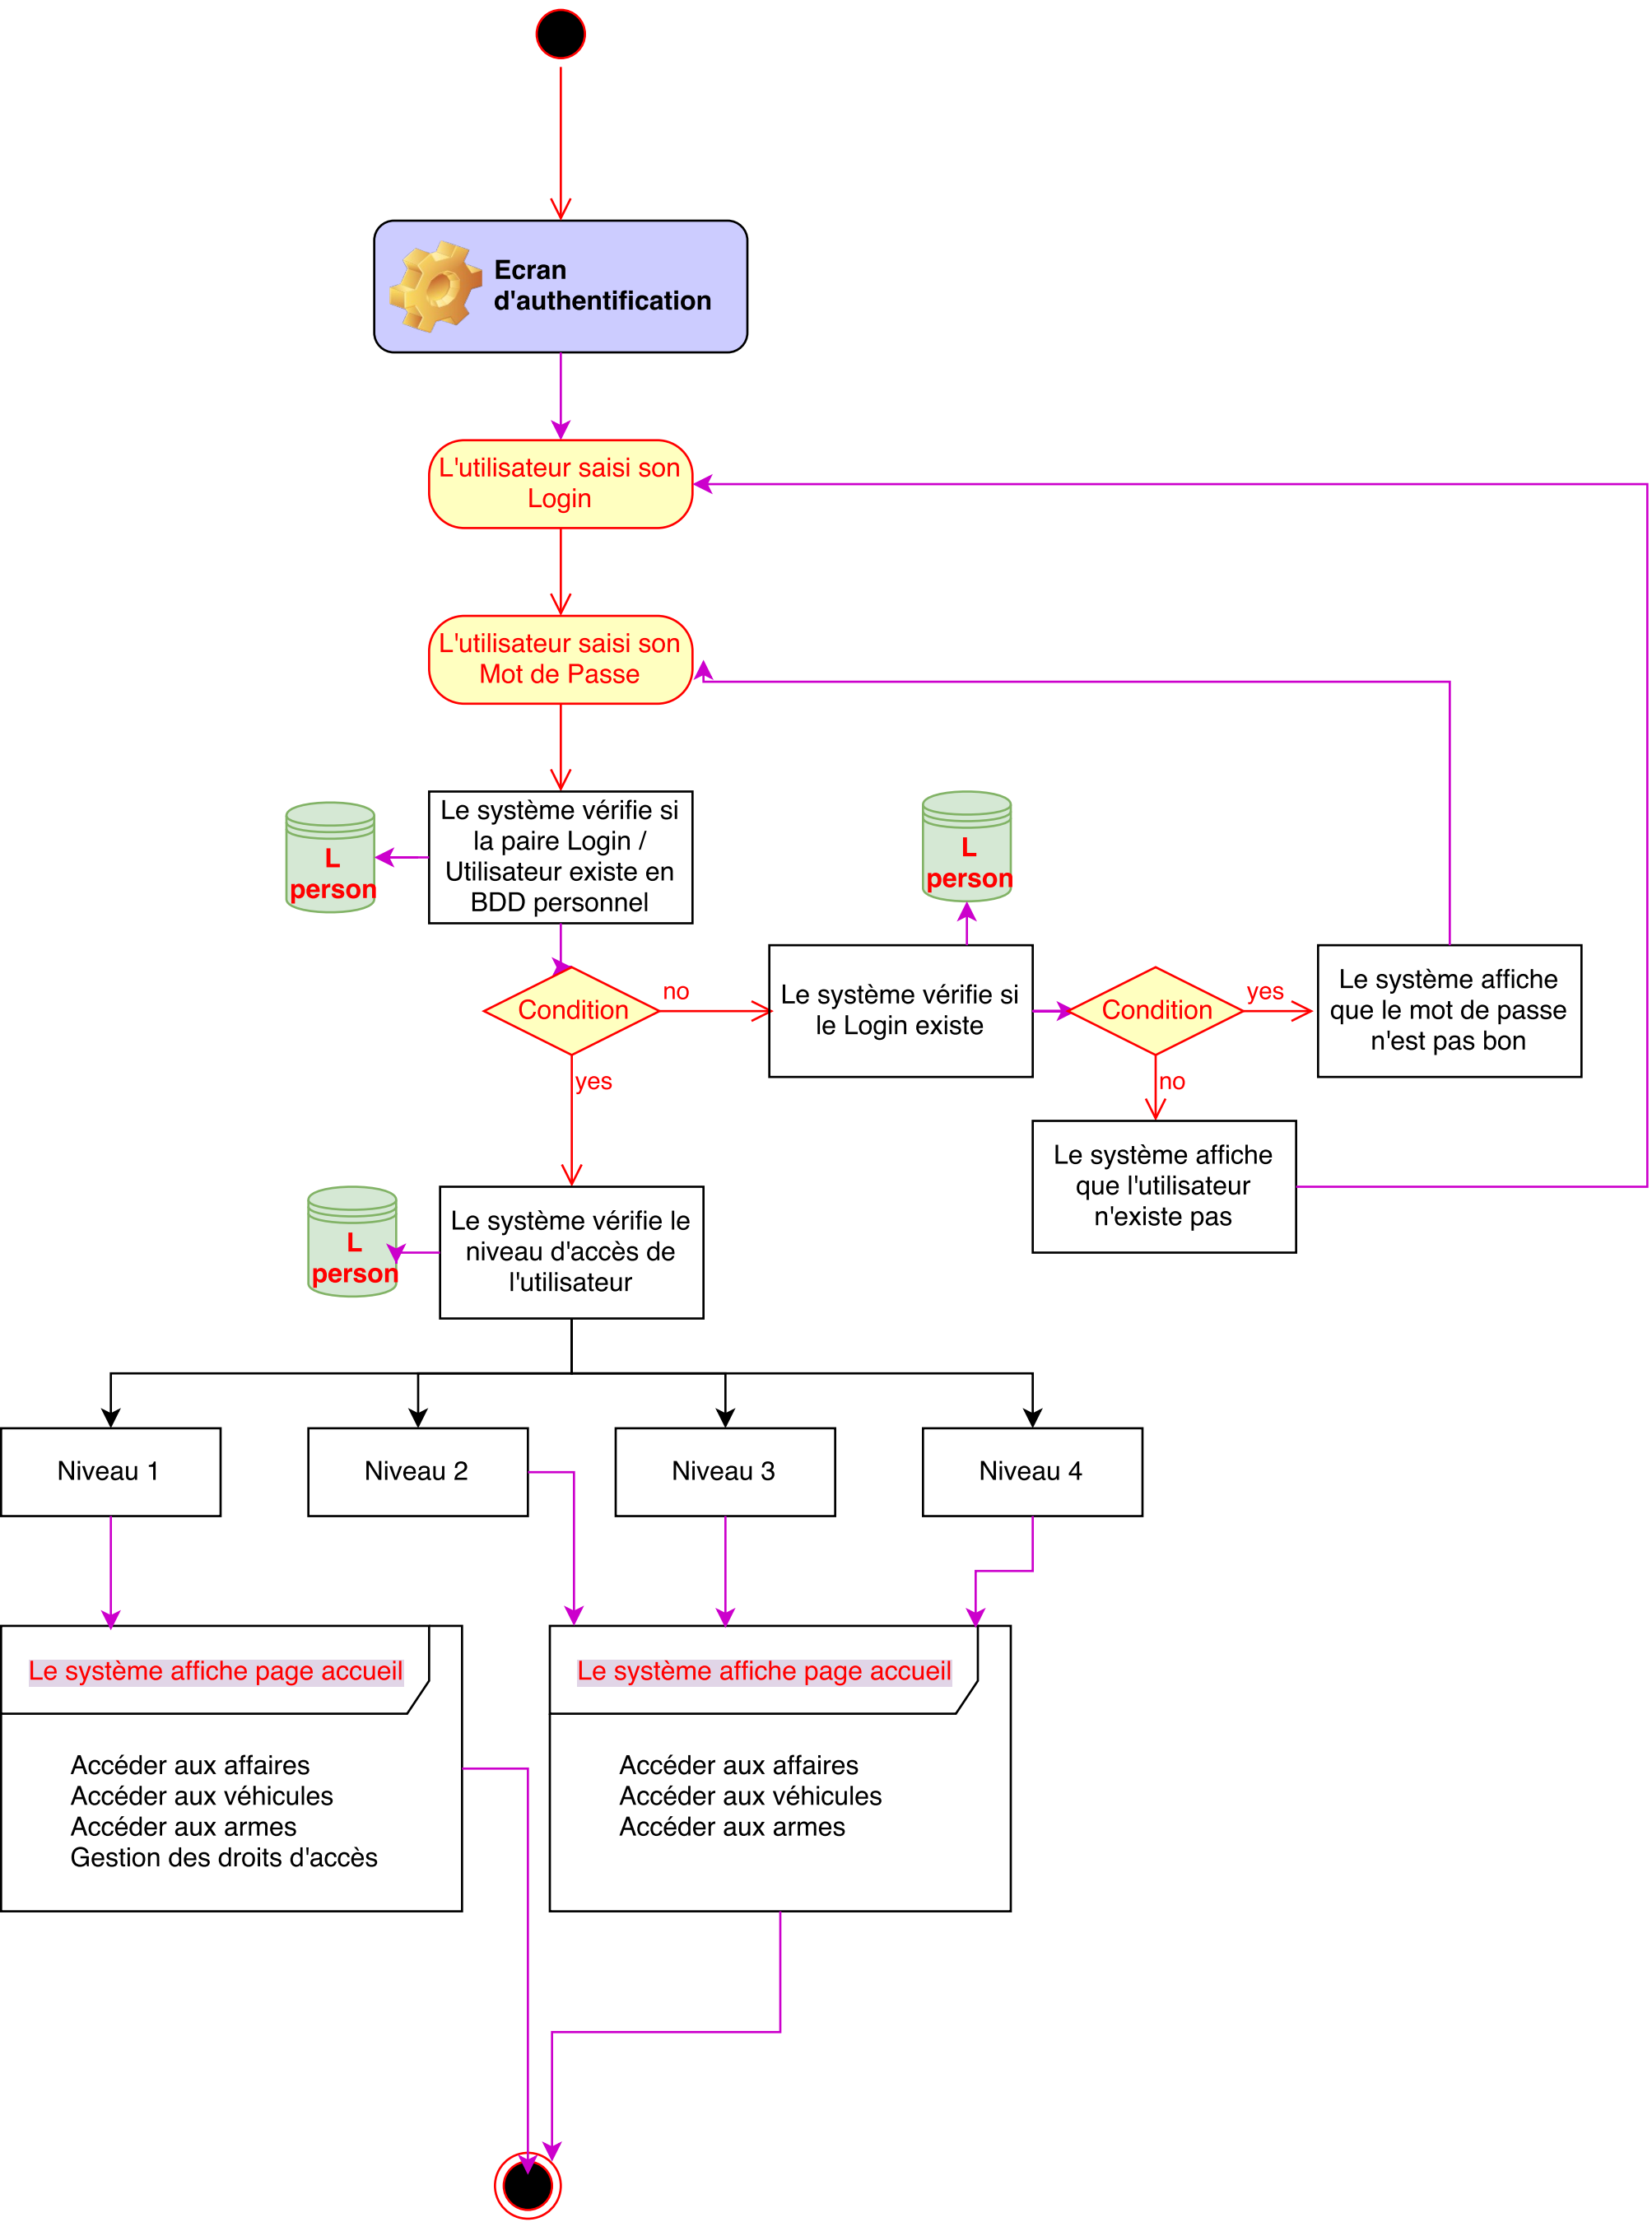 Ecran
d'authentification
L'utilisateur saisi son
Login
L'utilisateur saisi son
Mot de Passe
Le système vérifie si
la paire Login /
Utilisateur existe en
BDD personnel
L
person
L
person
Condition
no
Le système vérifie si
le Login existe
Condition
yes
Le système affiche
que le mot de passe
n'est pas bon
yes
no
Le système affiche
que l'utilisateur
n'existe pas
L
person
Le système vérifie le
niveau d'accès de
l'utilisateur
Niveau 1
Niveau 2
Niveau 3
Niveau 4
Le système affiche page accueil
Accéder aux affaires
Accéder aux véhicules
Accéder aux armes
Gestion des droits d'accès
Le système affiche page accueil
Accéder aux affaires
Accéder aux véhicules
Accéder aux armes